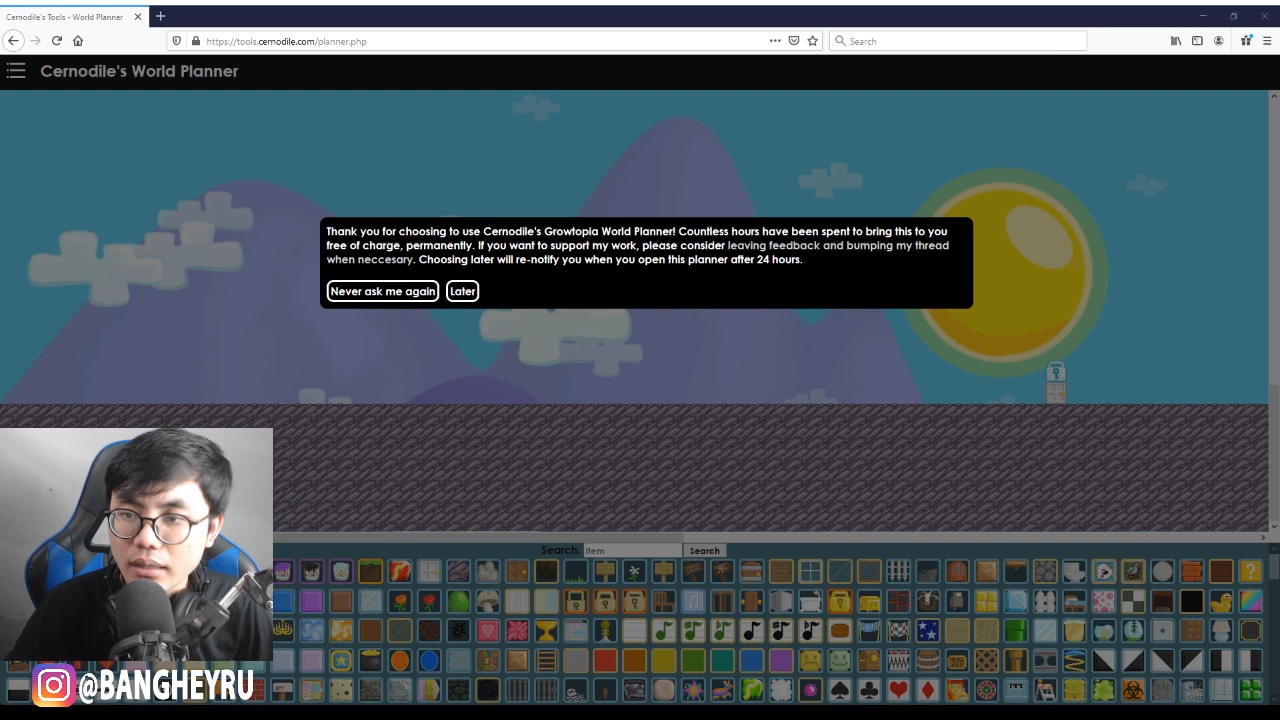 Cernodile's Tools - World Planner
https://tools.cernodile.com/planner.php
Search
Cernodile's World Planner
Thank you for choosing to use Cernodile's Growtopia World Planner! Countless hours have been spent to bring this to you
free of charge, permanently. If you want to support my work, please consider leaving feedback and bumping my thread
when neccesary. Choosing later will re-notify you when you open this planner after 24 hours.
Never ask me again Later
Search: item Search
@BANGHEYRU